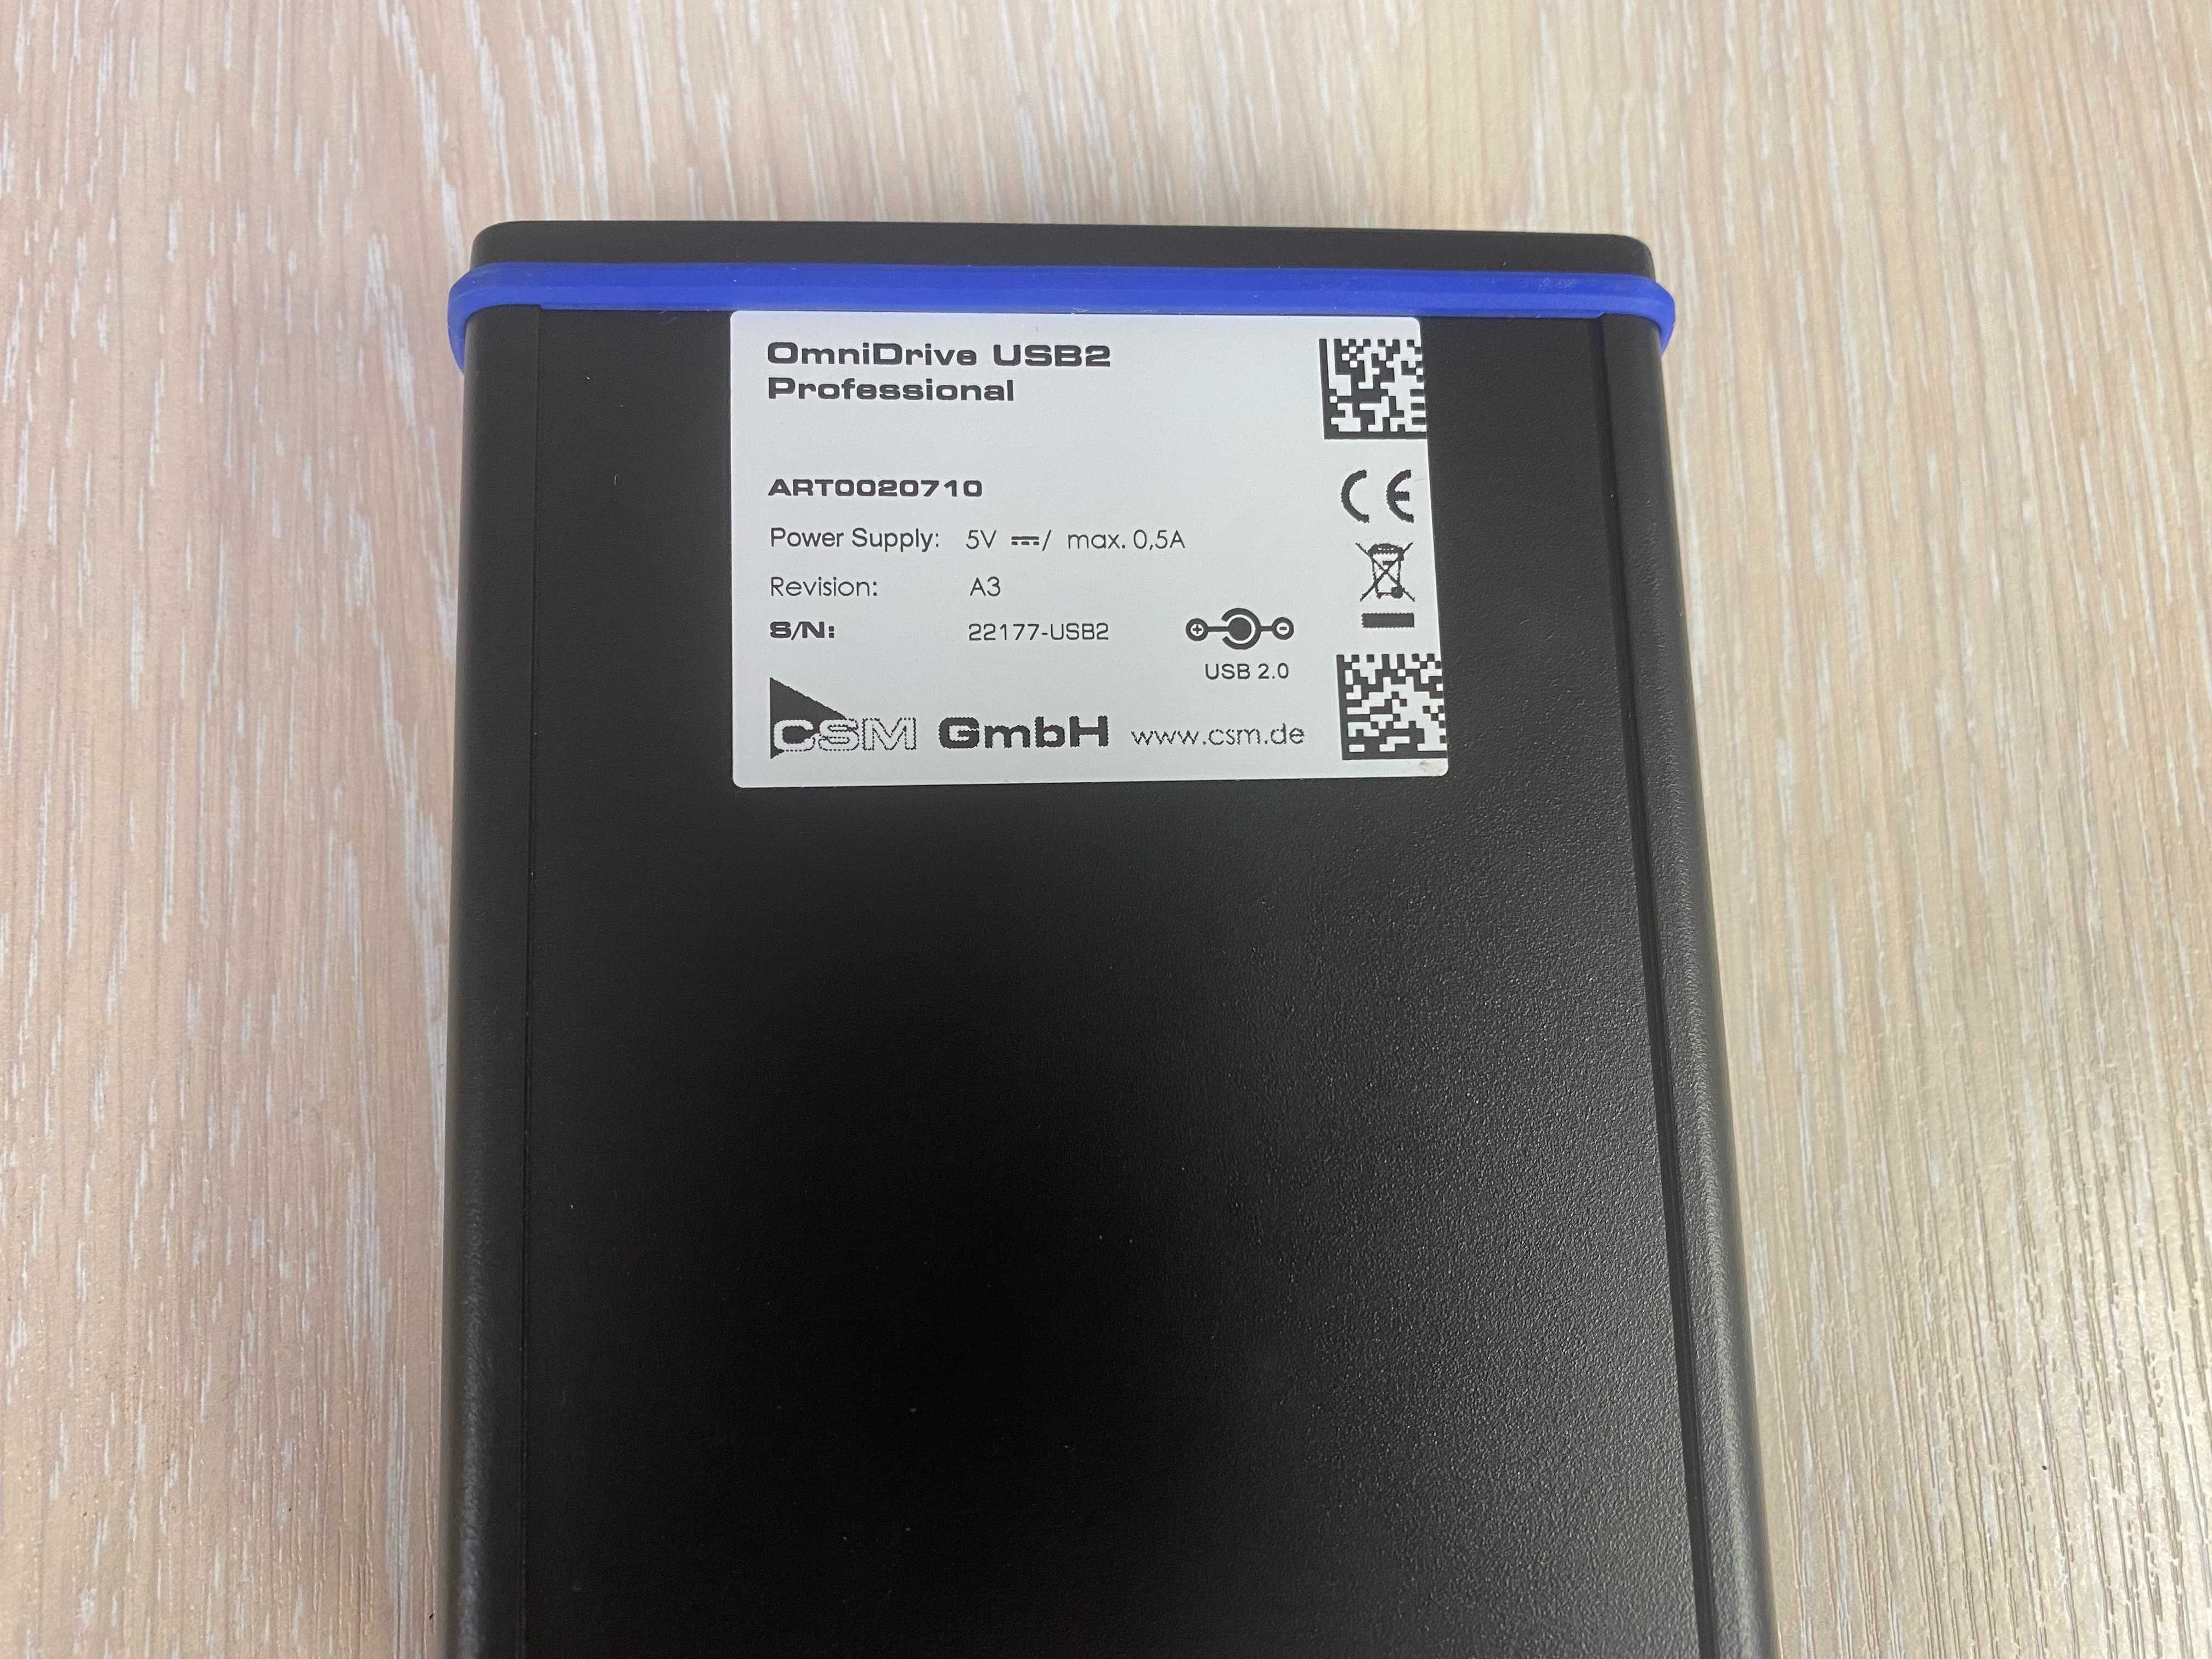 OmniDrive USB2
Professional
ART0020710
Power Supply: 5V ⎓/ max. 0,5A
Revision: A3
S/N: 22177-USB2
USB 2.0
CSM GmbH www.csm.de
CE